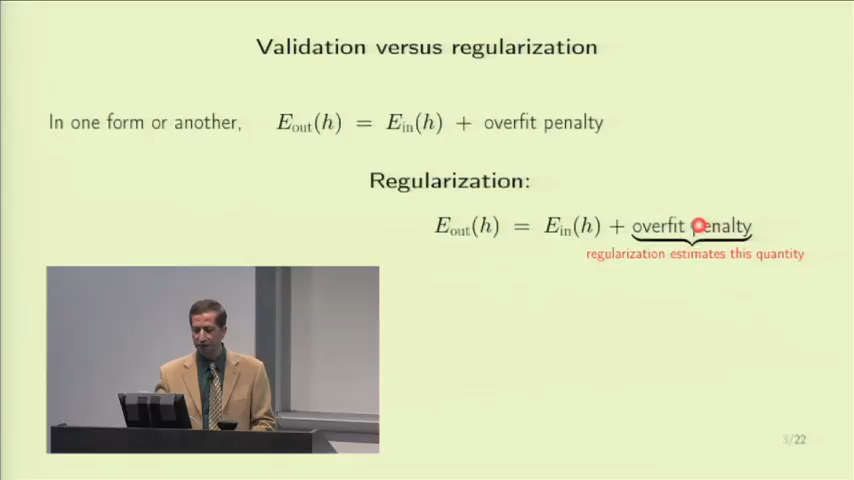 Validation versus regularization
In one form or another, E_out(h) = E_in(h) + overfit penalty
Regularization:
E_out(h) = E_in(h) + overfit penalty
regularization estimates this quantity
3/22